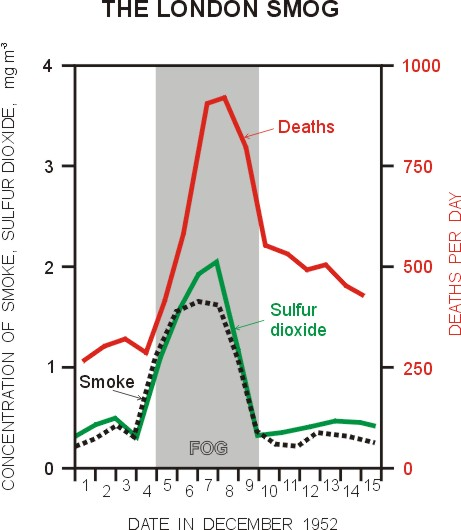 THE LONDON SMOG
CONCENTRATION OF SMOKE, SULFUR DIOXIDE, mg m³
4
3
2
1
0
1000
750
500
250
0
DEATHS PER DAY
Deaths
Sulfur
dioxide
Smoke
FOG
1 2 3 4 5 6 7 8 9 10 11 12 13 14 15
DATE IN DECEMBER 1952